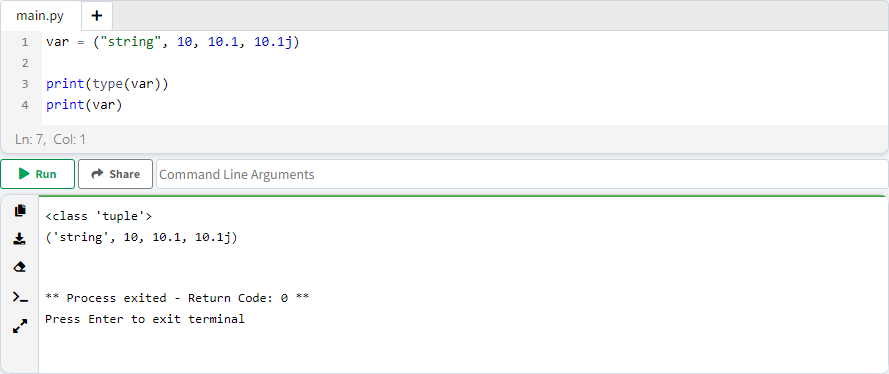 main.py +
1 var = ("string", 10, 10.1, 10.1j)
2
3 print(type(var))
4 print(var)
Ln: 7, Col: 1
Run Share Command Line Arguments
<class 'tuple'>
('string', 10, 10.1, 10.1j)
** Process exited - Return Code: 0 **
Press Enter to exit terminal